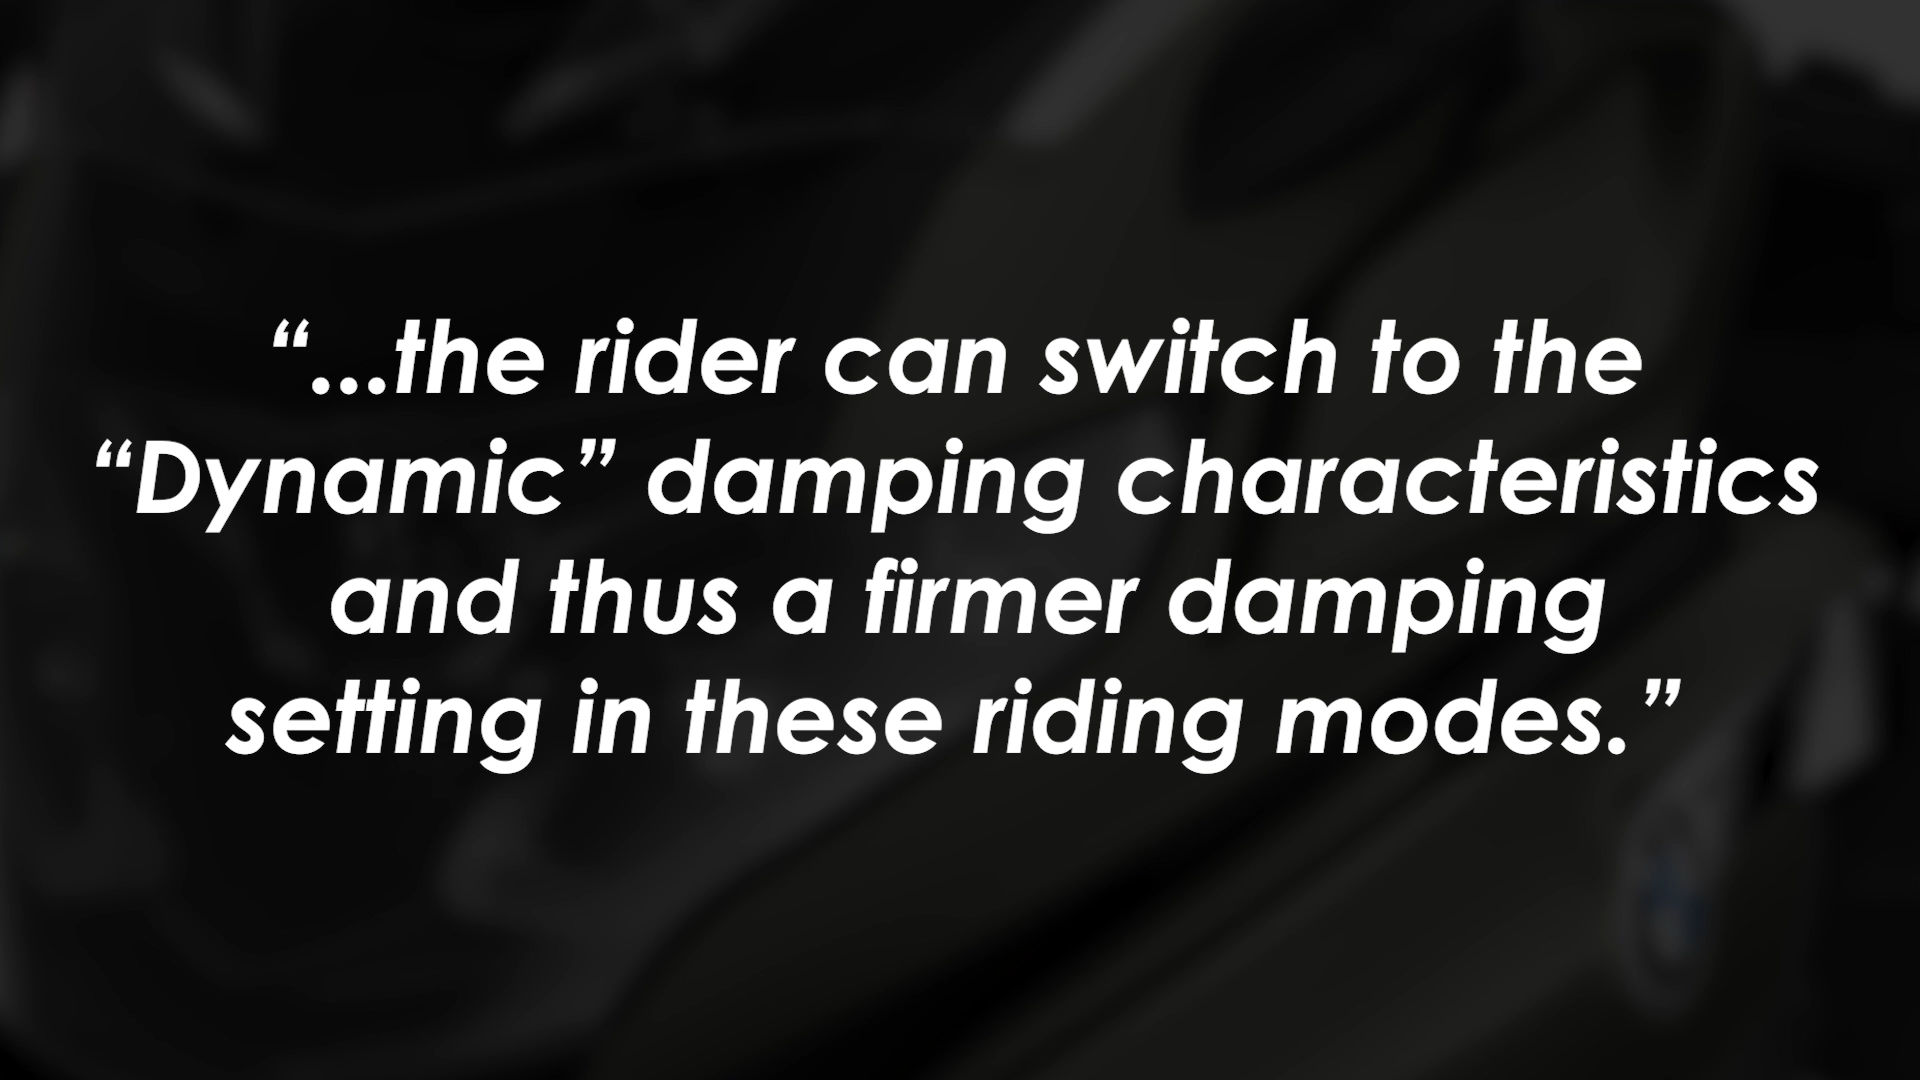 “...the rider can switch to the
“Dynamic” damping characteristics
and thus a firmer damping
setting in these riding modes.”